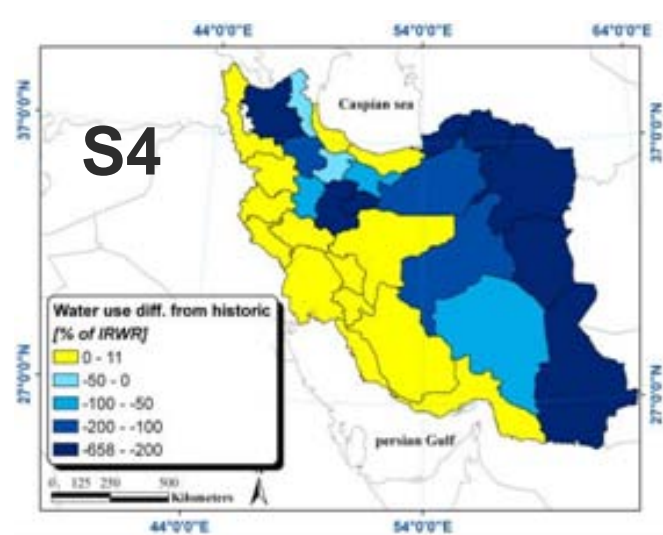 44°0'0"E 54°0'0"E 64°0'0"E
37°0'0"N
37°0'0"N
Caspian sea
S4
Water use diff. from historic
[% of IRWR]
0 - 11
-50 - 0
-100 - -50
-200 - -100
-658 - -200
27°0'0"N
27°0'0"N
persian Gulf
0 125 250 500
Kilometers
44°0'0"E 54°0'0"E